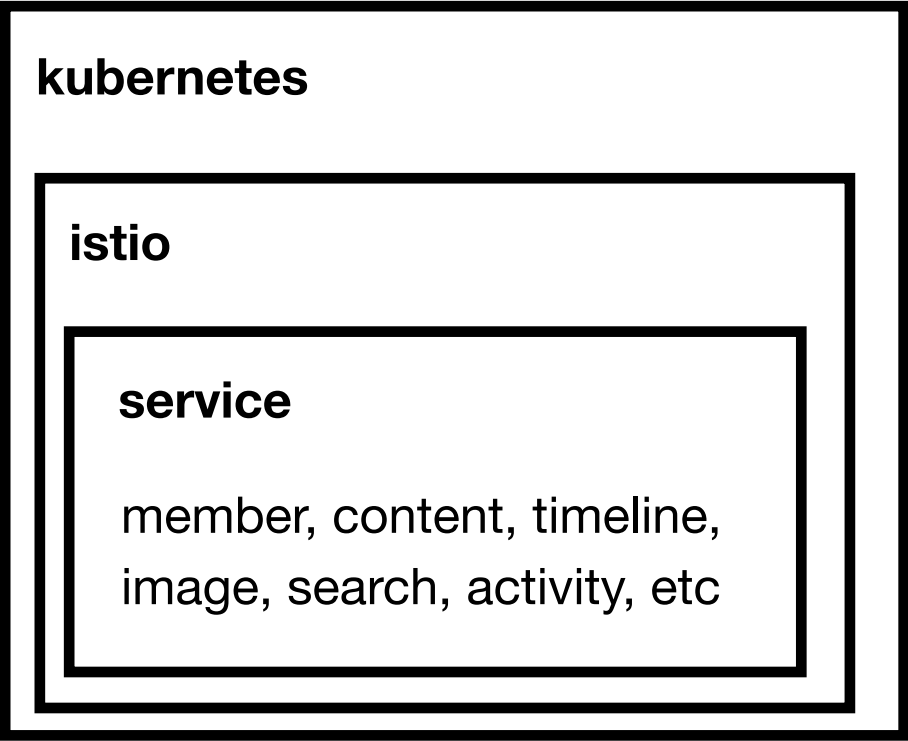 kubernetes
istio
service
member, content, timeline,
image, search, activity, etc